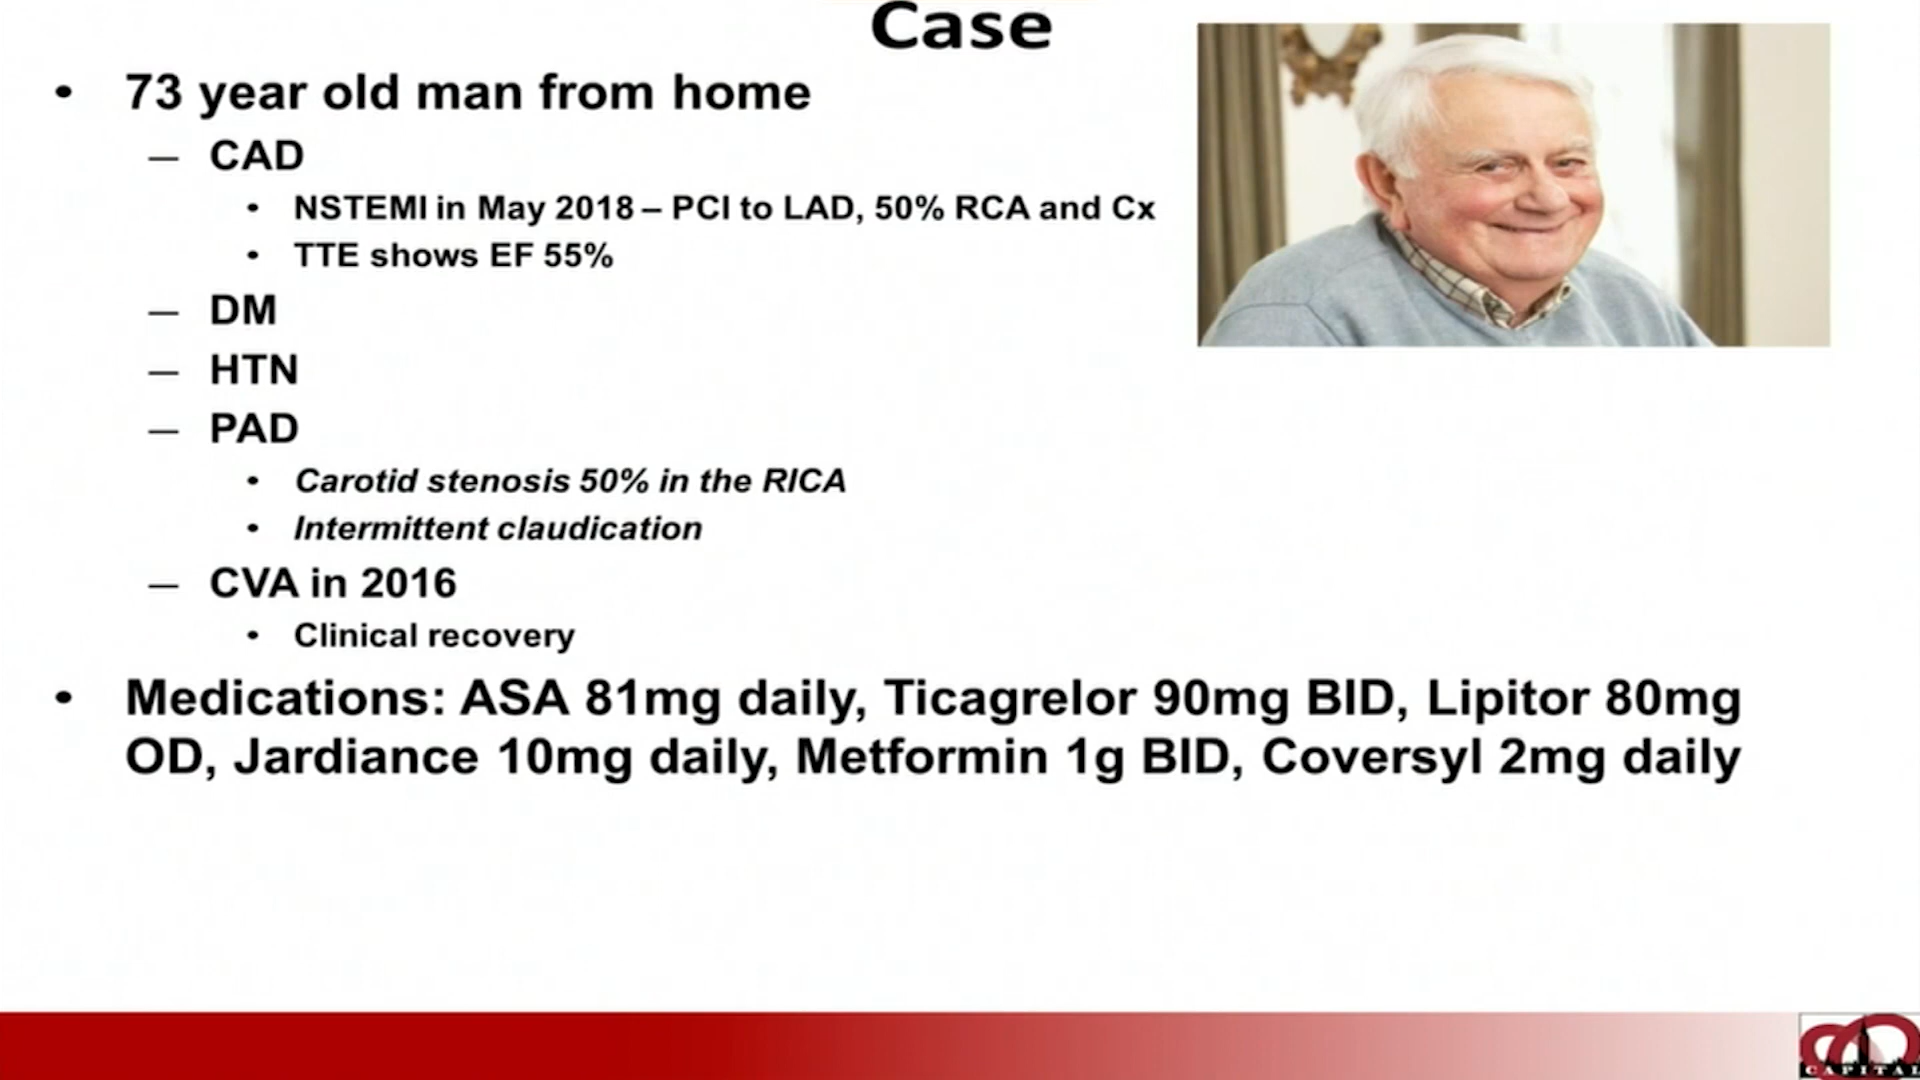 Case
• 73 year old man from home
– CAD
• NSTEMI in May 2018 – PCI to LAD, 50% RCA and Cx
• TTE shows EF 55%
– DM
– HTN
– PAD
• Carotid stenosis 50% in the RICA
• Intermittent claudication
– CVA in 2016
• Clinical recovery
• Medications: ASA 81mg daily, Ticagrelor 90mg BID, Lipitor 80mg
OD, Jardiance 10mg daily, Metformin 1g BID, Coversyl 2mg daily
CAPITAL